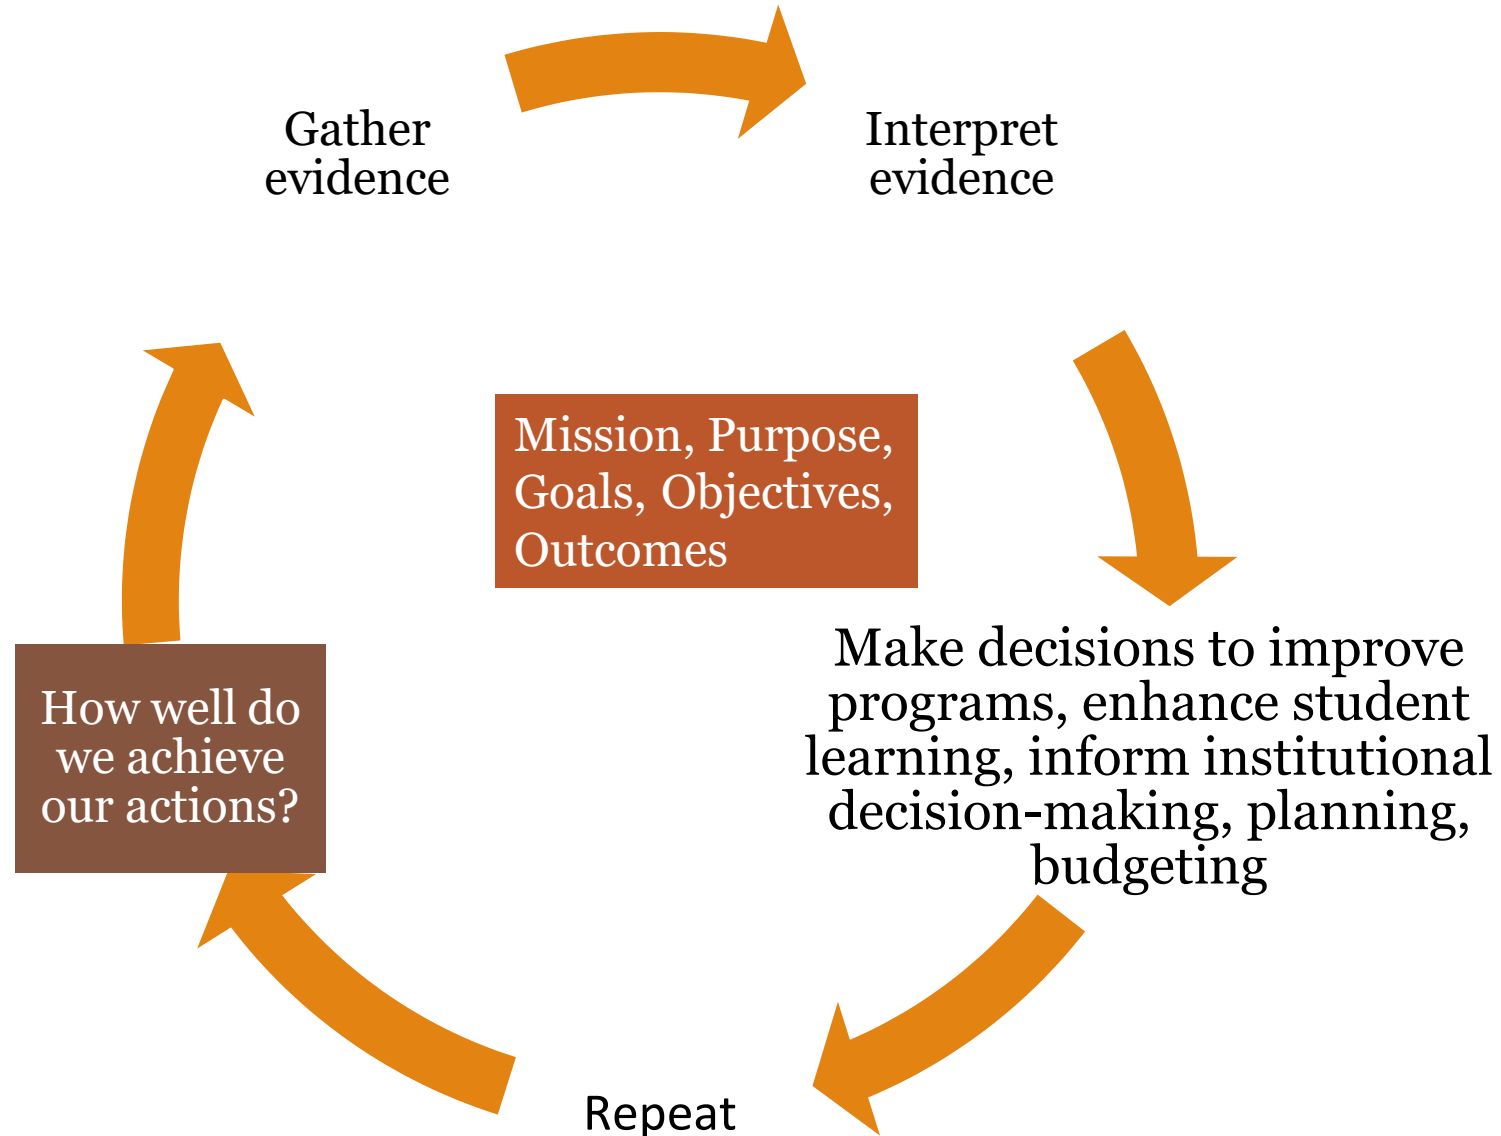 Gather
evidence
Interpret
evidence
Mission, Purpose,
Goals, Objectives,
Outcomes
How well do
we achieve
our actions?
Make decisions to improve
programs, enhance student
learning, inform institutional
decision-making, planning,
budgeting
Repeat